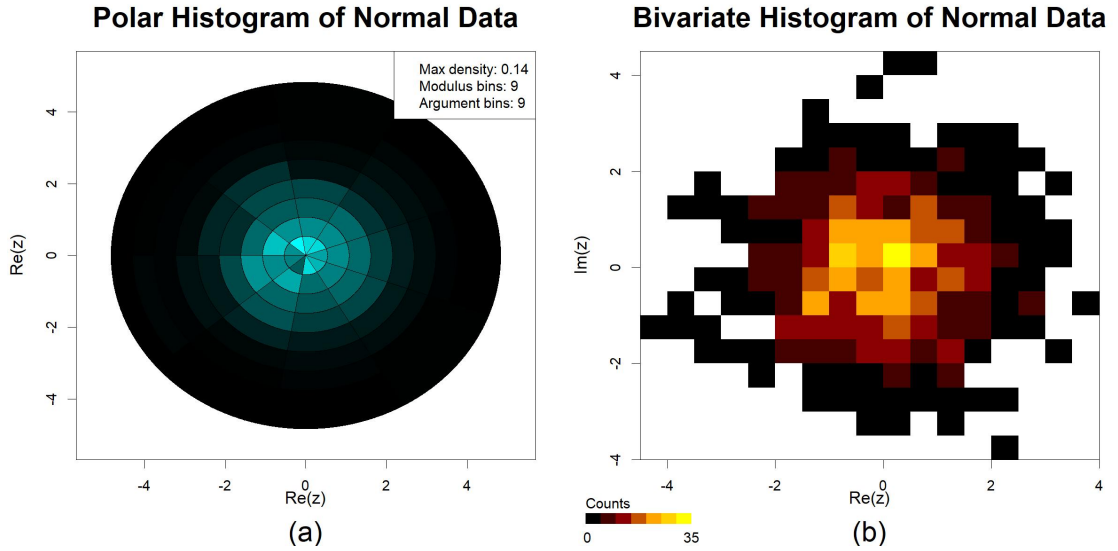 Polar Histogram of Normal Data
Max density: 0.14
Modulus bins: 9
Argument bins: 9
Re(z)
4
2
0
-2
-4
-4 -2 0 2 4
Re(z)
(a)
Bivariate Histogram of Normal Data
Im(z)
4
2
0
-2
-4
-4 -2 0 2 4
Re(z)
Counts
0 35
(b)